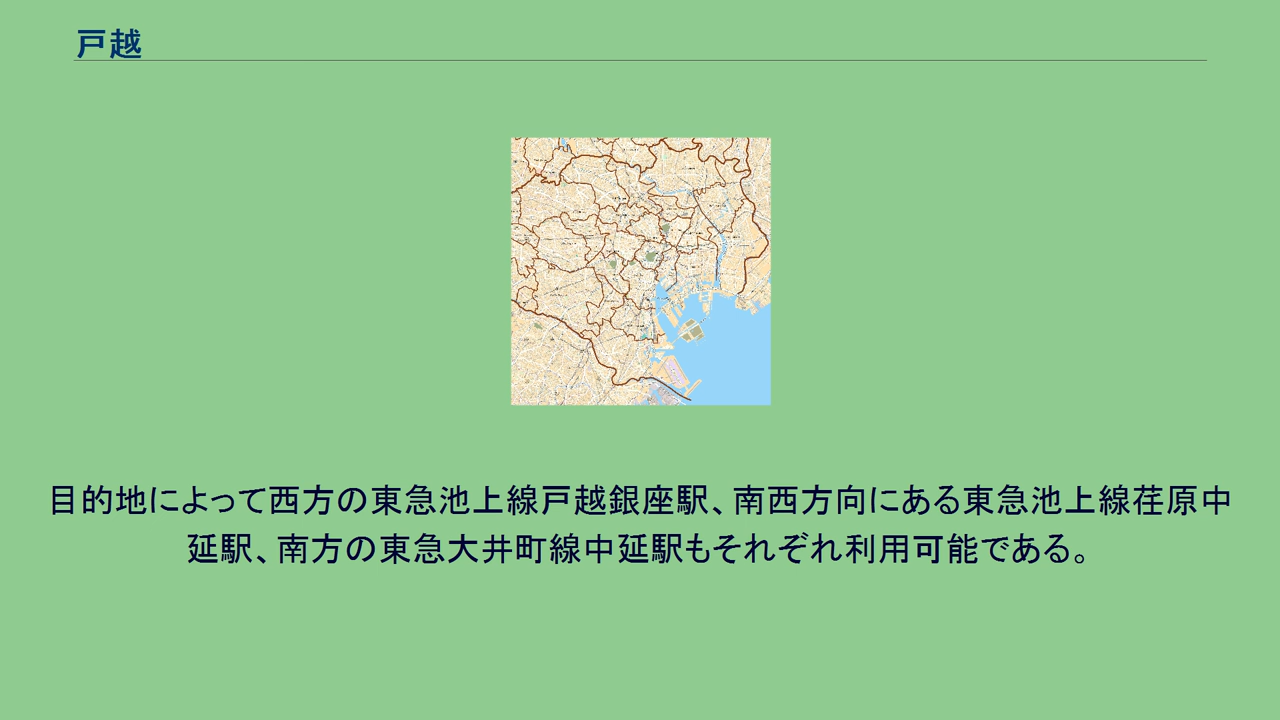 戸越
目的地によって西方の東急池上線戸越銀座駅、南西方向にある東急池上線荏原中
延駅、南方の東急大井町線中延駅もそれぞれ利用可能である。